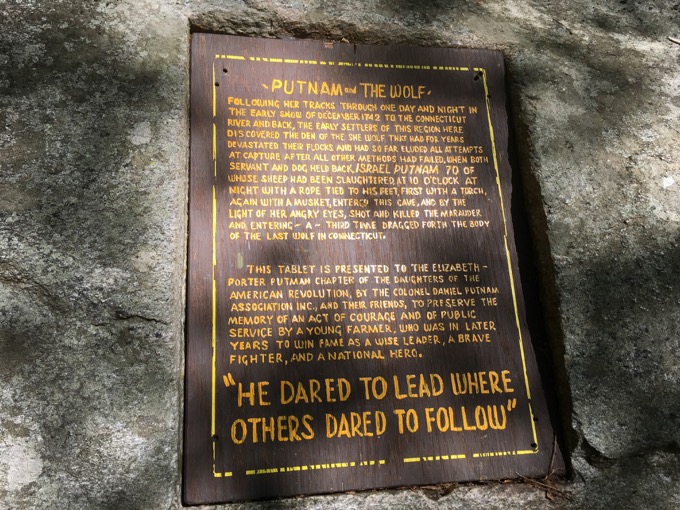 PUTNAM and THE WOLF
FOLLOWING HER TRACKS THROUGH ONE DAY AND NIGHT IN
THE EARLY SNOW OF DECEMBER 1742 TO THE CONNECTICUT
RIVER AND BACK, THE EARLY SETTLERS OF THIS REGION HERE
DISCOVERED THE DEN OF THE SHE WOLF THAT HAD FOR YEARS
DEVASTATED THEIR FLOCKS AND HAD SO FAR ELUDED ALL ATTEMPTS
AT CAPTURE AFTER ALL OTHER METHODS HAD FAILED, WHEN BOTH
SERVANT AND DOG HELD BACK, ISRAEL PUTNAM, 70 OF
WHOSE SHEEP HAD BEEN SLAUGHTERED, AT 10 O'CLOCK AT
NIGHT WITH A ROPE TIED TO HIS FEET, FIRST WITH A TORCH,
AGAIN WITH A MUSKET, ENTERED THIS CAVE, AND BY THE
LIGHT OF HER ANGRY EYES, SHOT AND KILLED THE MARAUDER
AND ENTERING - A - THIRD TIME DRAGGED FORTH THE BODY
OF THE LAST WOLF IN CONNECTICUT.
THIS TABLET IS PRESENTED TO THE ELIZABETH -
PORTER PUTMAN CHAPTER OF THE DAUGHTERS OF THE
AMERICAN REVOLUTION, BY THE COLONEL DANIEL PUTNAM
ASSOCIATION INC., AND THEIR FRIENDS, TO PRESERVE THE
MEMORY OF AN ACT OF COURAGE AND OF PUBLIC
SERVICE BY A YOUNG FARMER, WHO WAS IN LATER
YEARS TO WIN FAME AS A WISE LEADER, A BRAVE
FIGHTER, AND A NATIONAL HERO.
"HE DARED TO LEAD WHERE
OTHERS DARED TO FOLLOW"